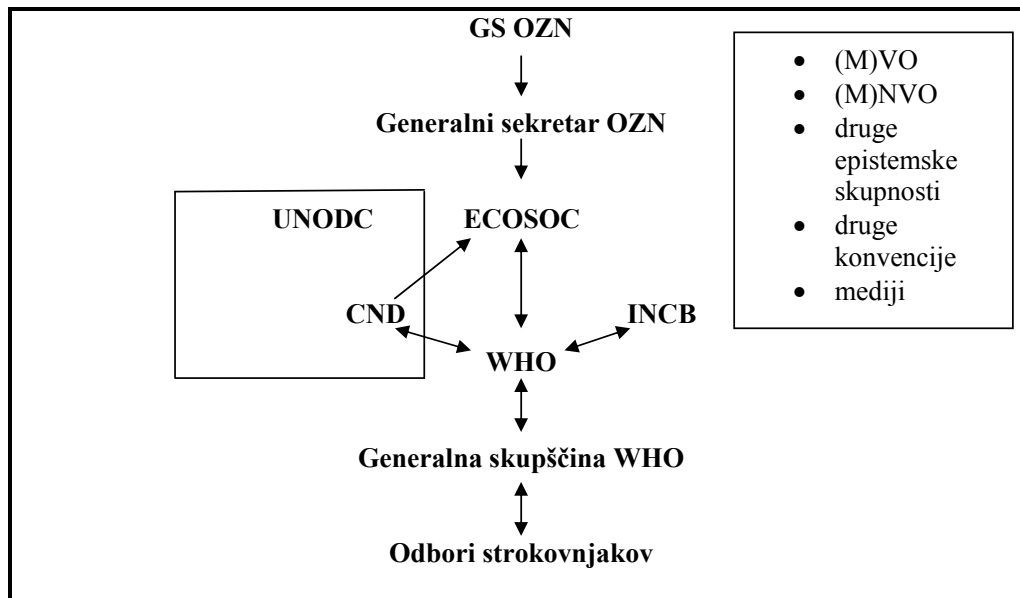 GS OZN
Generalni sekretar OZN
UNODC
ECOSOC
CND
INCB
WHO
Generalna skupščina WHO
Odbori strokovnjakov
• (M)VO
• (M)NVO
• druge
epistemske
skupnosti
• druge
konvencije
• mediji